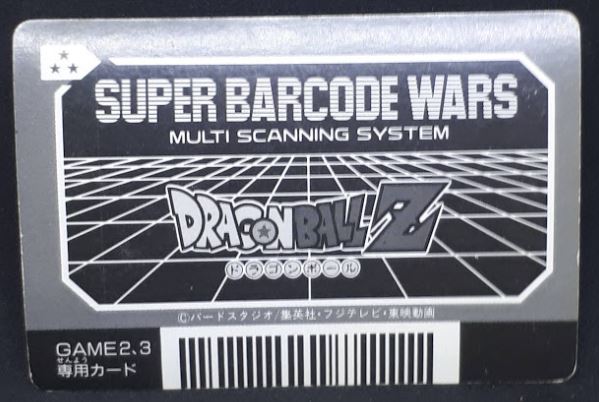 SUPER BARCODE WARS
MULTI SCANNING SYSTEM
DRAGONBALL Z
ドラゴンボール
©バードスタジオ/集英社・フジテレビ・東映動画
GAME2、3
せんよう
専用カード